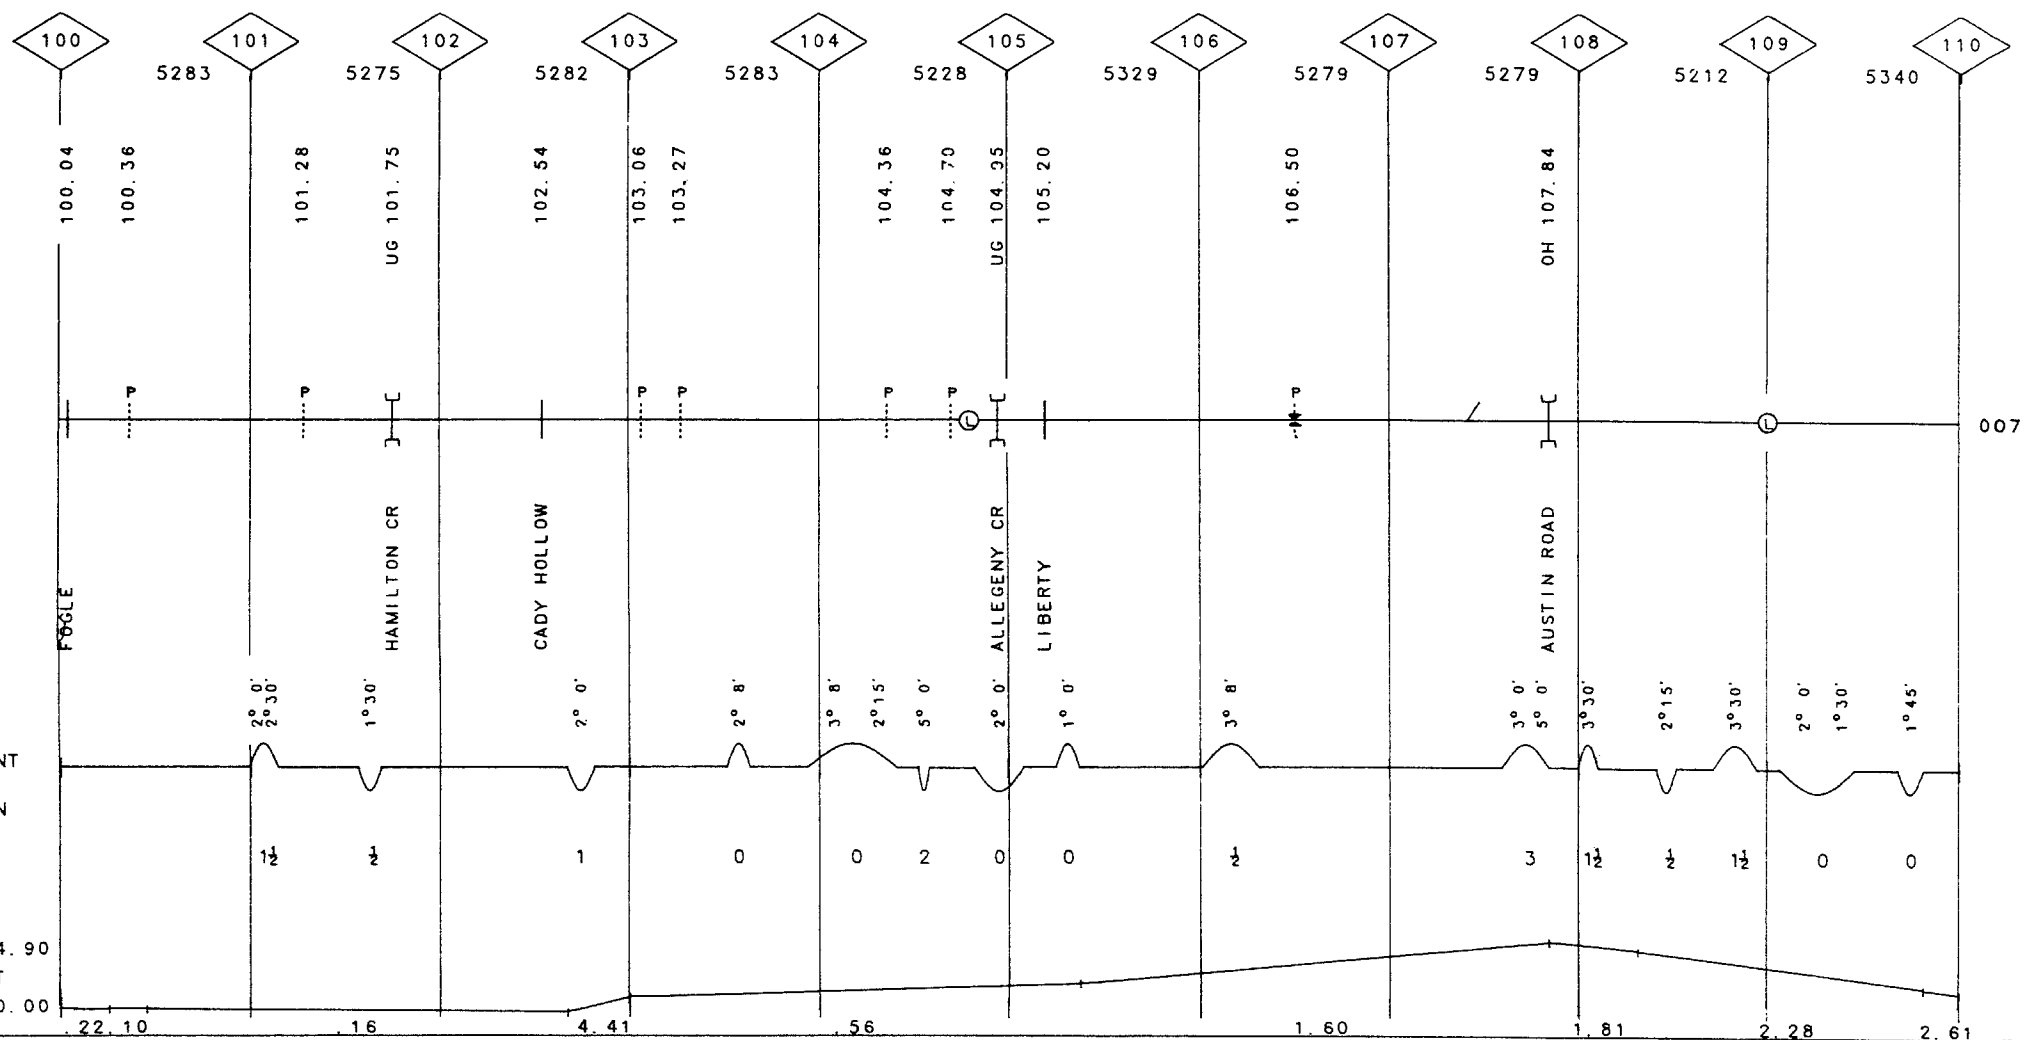 100 101 102 103 104 105 106 107 108 109 110
5283 5275 5282 5283 5228 5329 5279 5279 5212 5340
100.04
100.36
101.28
UG 101.75
102.54
103.06
103.27
104.36
104.70
UG 104.95
105.20
106.50
OH 107.84
P P P P P P P
L L
007
FOGLE
HAMILTON CR
CADY HOLLOW
ALLEGENY CR
LIBERTY
AUSTIN ROAD
2° 0'
2° 30'
1° 30'
2° 0'
2° 8'
3° 8'
2° 15'
5° 0'
2° 0'
1° 0'
3° 8'
3° 0'
5° 0'
3° 30'
2° 15'
3° 30'
2° 0'
1° 30'
1° 45'
NT
N
1½ ½ 1 0 0 2 0 0 ½ 3 1½ ½ 1½ 0 0
4.90
T
0.00
.22 .10 .16 4.41 .56 1.60 1.81 2.28 2.61